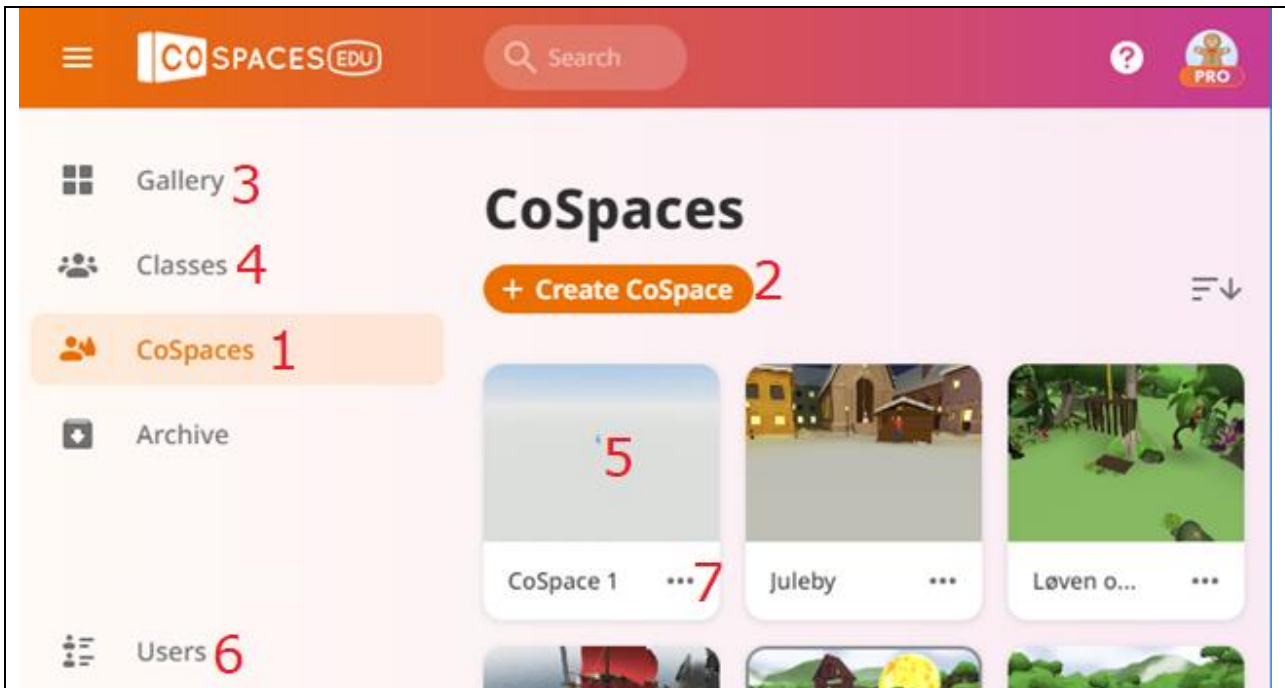 CO SPACES EDU
Search
?
PRO
Gallery 3
Classes 4
CoSpaces 1
Archive
Users 6
CoSpaces
+ Create CoSpace 2
5
CoSpace 1 ... 7
Juleby ...
Løven o... ...